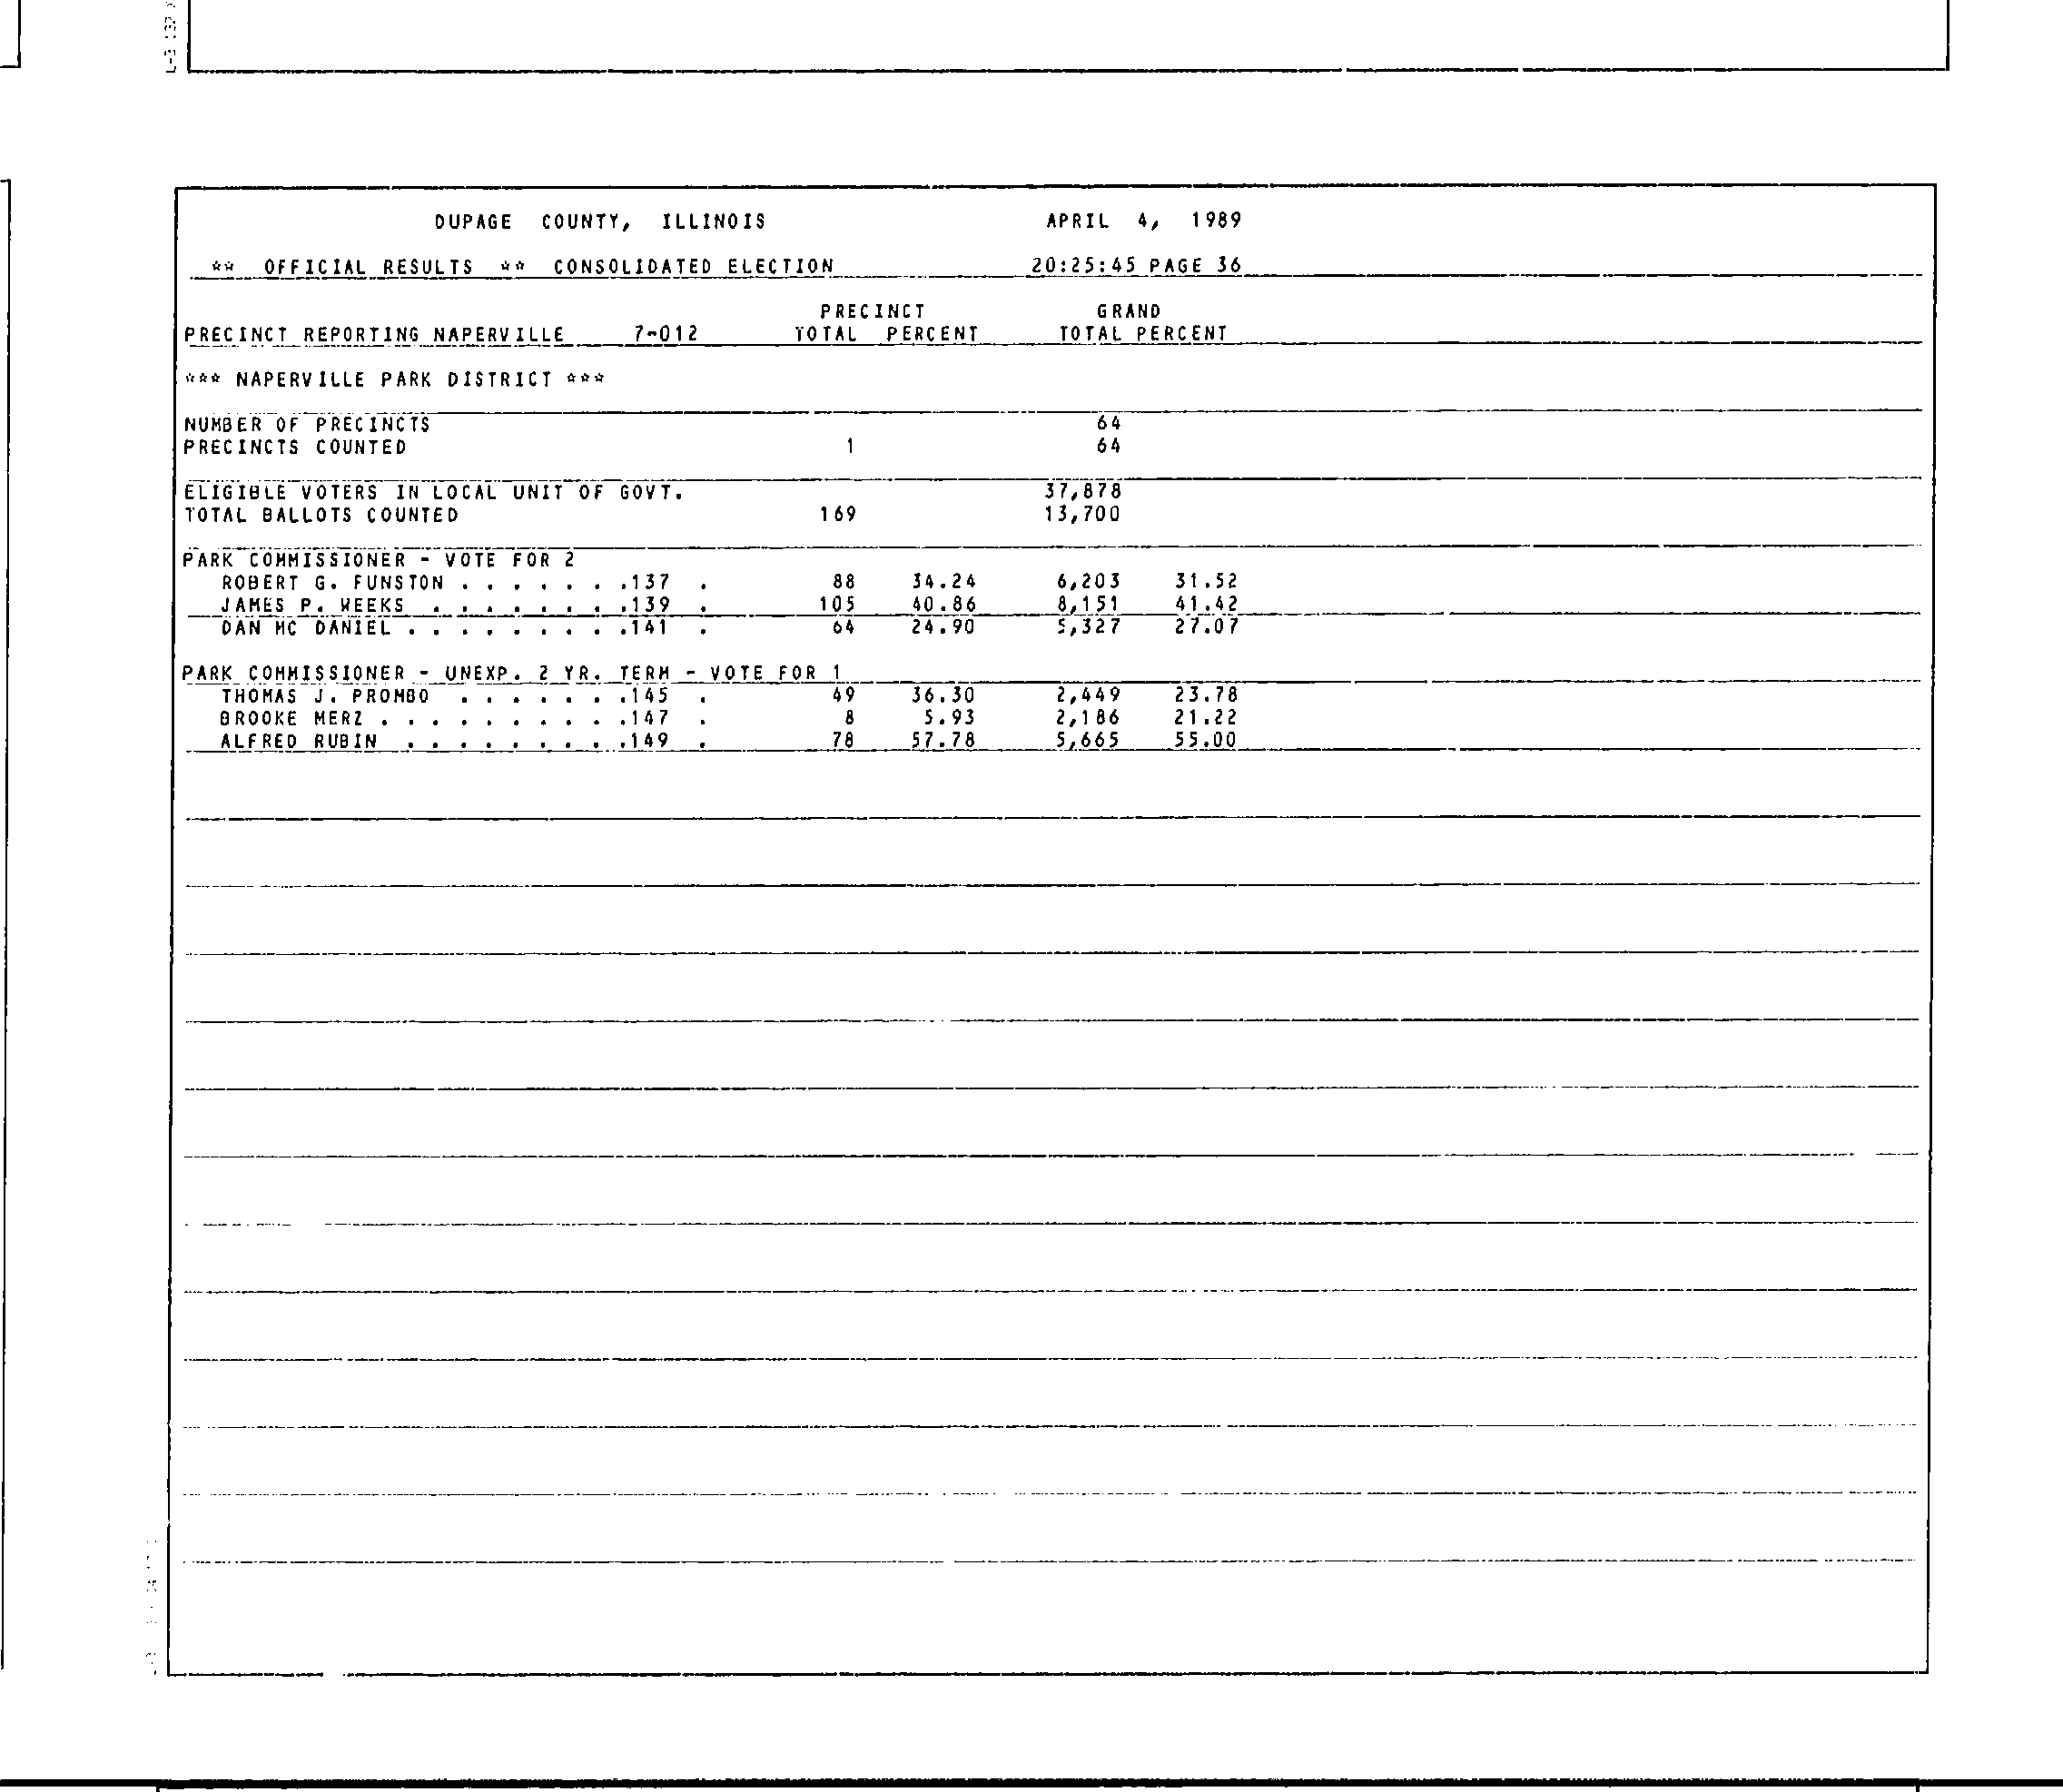 DUPAGE COUNTY, ILLINOIS APRIL 4, 1989
** OFFICIAL RESULTS ** CONSOLIDATED ELECTION 20:25:45 PAGE 36
PRECINCT GRAND
PRECINCT REPORTING NAPERVILLE 7-012 TOTAL PERCENT TOTAL PERCENT
*** NAPERVILLE PARK DISTRICT ***
NUMBER OF PRECINCTS 64
PRECINCTS COUNTED 1 64
ELIGIBLE VOTERS IN LOCAL UNIT OF GOVT. 37,878
TOTAL BALLOTS COUNTED 169 13,700
PARK COMMISSIONER - VOTE FOR 2
ROBERT G. FUNSTON . . . . . . .137 . 88 34.24 6,203 31.52
JAMES P. WEEKS . . . . . . . .139 . 105 40.86 8,151 41.42
DAN MC DANIEL . . . . . . . . .141 . 64 24.90 5,327 27.07
PARK COMMISSIONER - UNEXP. 2 YR. TERM - VOTE FOR 1
THOMAS J. PROMBO . . . . . . .145 . 49 36.30 2,449 23.78
BROOKE MERZ . . . . . . . . . .147 . 8 5.93 2,186 21.22
ALFRED RUBIN . . . . . . . . .149 . 78 57.78 5,665 55.00